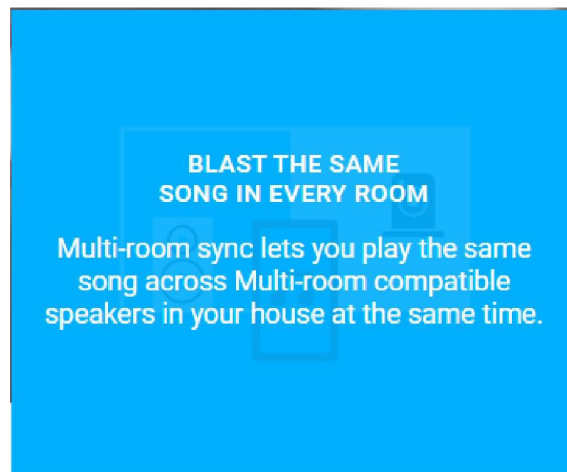 BLAST THE SAME
SONG IN EVERY ROOM
Multi-room sync lets you play the same
song across Multi-room compatible
speakers in your house at the same time.